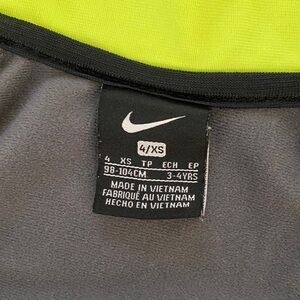 4/XS
4 XS TP ECH EP
98-104CM 3-4YRS
MADE IN VIETNAM
FABRIQUÉ AU VIETNAM
HECHO EN VIETNAM